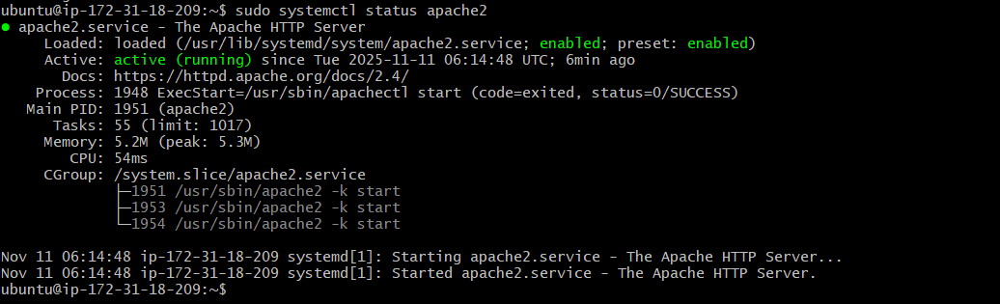 ubuntu@ip-172-31-18-209:~$ sudo systemctl status apache2
● apache2.service - The Apache HTTP Server
     Loaded: loaded (/usr/lib/systemd/system/apache2.service; enabled; preset: enabled)
     Active: active (running) since Tue 2025-11-11 06:14:48 UTC; 6min ago
       Docs: https://httpd.apache.org/docs/2.4/
    Process: 1948 ExecStart=/usr/sbin/apachectl start (code=exited, status=0/SUCCESS)
   Main PID: 1951 (apache2)
      Tasks: 55 (limit: 1017)
     Memory: 5.2M (peak: 5.3M)
        CPU: 54ms
     CGroup: /system.slice/apache2.service
             ├─1951 /usr/sbin/apache2 -k start
             ├─1953 /usr/sbin/apache2 -k start
             └─1954 /usr/sbin/apache2 -k start

Nov 11 06:14:48 ip-172-31-18-209 systemd[1]: Starting apache2.service - The Apache HTTP Server...
Nov 11 06:14:48 ip-172-31-18-209 systemd[1]: Started apache2.service - The Apache HTTP Server.
ubuntu@ip-172-31-18-209:~$